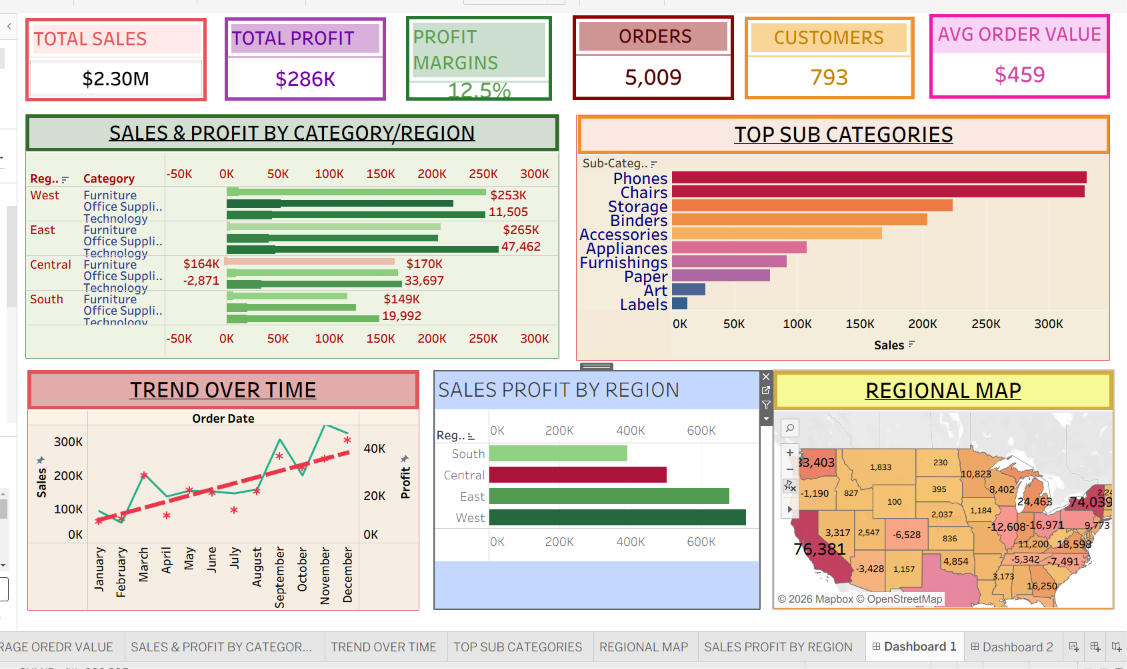 TOTAL SALES
$2.30M
TOTAL PROFIT
$286K
PROFIT
MARGINS
12.5%
ORDERS
5,009
CUSTOMERS
793
AVG ORDER VALUE
$459
SALES & PROFIT BY CATEGORY/REGION
Reg.. Category
-50K 0K 50K 100K 150K 200K 250K 300K
West Furniture $253K
Office Suppli..
Technology 11,505
East Furniture $265K
Office Suppli..
Technology 47,462
Central Furniture $164K $170K
Office Suppli..
Technology -2,871 33,697
South Furniture $149K
Office Suppli..
Technology 19,992
-50K 0K 50K 100K 150K 200K 250K 300K
TOP SUB CATEGORIES
Sub-Categ..
Phones
Chairs
Storage
Binders
Accessories
Appliances
Furnishings
Paper
Art
Labels
0K 50K 100K 150K 200K 250K 300K
Sales
TREND OVER TIME
Order Date
Sales
300K
200K
100K
0K
Profit
40K
20K
0K
January
February
March
April
May
June
July
August
September
October
November
December
SALES PROFIT BY REGION
Reg..
0K 200K 400K 600K
South
Central
East
West
0K 200K 400K 600K
REGIONAL MAP
33,403 1,833 230 10,823
-1,190 827 395 8,402 24,463 74,039 2,24
100 2,037 1,184 -12,608 -16,971 9,773
76,381 3,317 2,547 -6,528 836 11,200 18,598
-3,428 1,157 4,854 -5,342 -7,491
3,173 16,250
© 2026 Mapbox © OpenStreetMap
RAGE OREDR VALUE
SALES & PROFIT BY CATEGOR...
TREND OVER TIME
TOP SUB CATEGORIES
REGIONAL MAP
SALES PROFIT BY REGION
Dashboard 1
Dashboard 2